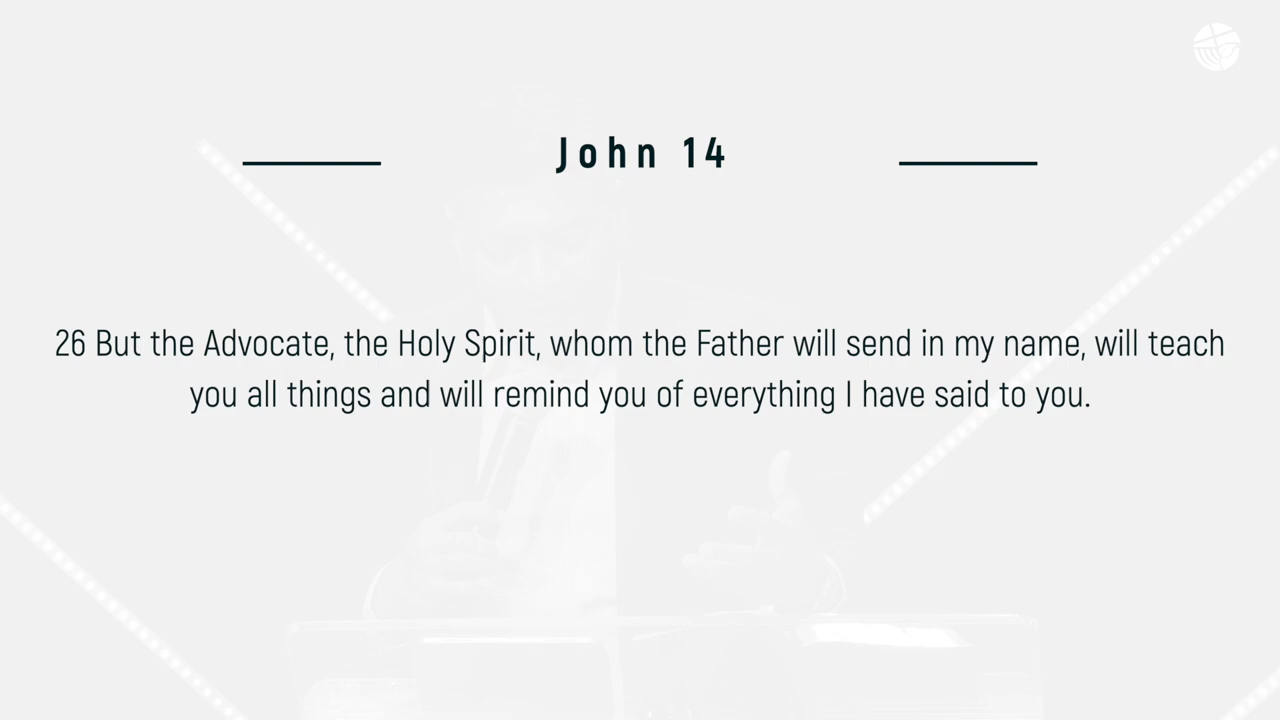 John 14
26 But the Advocate, the Holy Spirit, whom the Father will send in my name, will teach
you all things and will remind you of everything I have said to you.